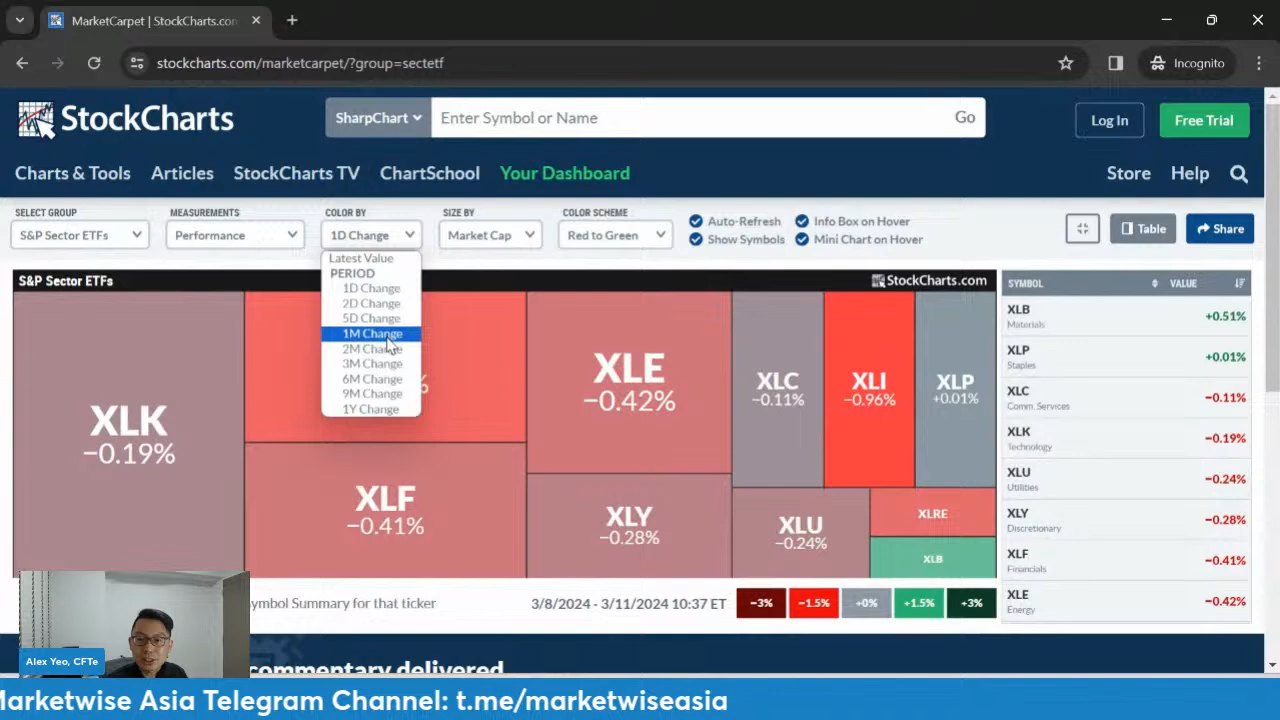 MarketCarpet | StockCharts.con
stockcharts.com/marketcarpet/?group=sectetf
Incognito
StockCharts
SharpChart
Enter Symbol or Name
Go
Log In
Free Trial
Charts & Tools
Articles
StockCharts TV
ChartSchool
Your Dashboard
Store
Help
SELECT GROUP
MEASUREMENTS
COLOR BY
SIZE BY
COLOR SCHEME
S&P Sector ETFs
Performance
1D Change
Market Cap
Red to Green
Auto-Refresh
Info Box on Hover
Show Symbols
Mini Chart on Hover
Table
Share
Latest Value
PERIOD
1D Change
2D Change
5D Change
1M Change
2M Change
3M Change
6M Change
9M Change
1Y Change
S&P Sector ETFs
StockCharts.com
XLK
−0.19%
%
XLF
−0.41%
XLE
−0.42%
XLY
−0.28%
XLC
−0.11%
XLI
−0.96%
XLP
+0.01%
XLU
−0.24%
XLRE
XLB
SYMBOL
VALUE
XLB
Materials
+0.51%
XLP
Staples
+0.01%
XLC
Comm. Services
−0.11%
XLK
Technology
−0.19%
XLU
Utilities
−0.24%
XLY
Discretionary
−0.28%
XLF
Financials
−0.41%
XLE
Energy
−0.42%
ymbol Summary for that ticker
3/8/2024 - 3/11/2024 10:37 ET
−3%
−1.5%
+0%
+1.5%
+3%
commentary delivered
Alex Yeo, CFTe
Marketwise Asia Telegram Channel: t.me/marketwiseasia